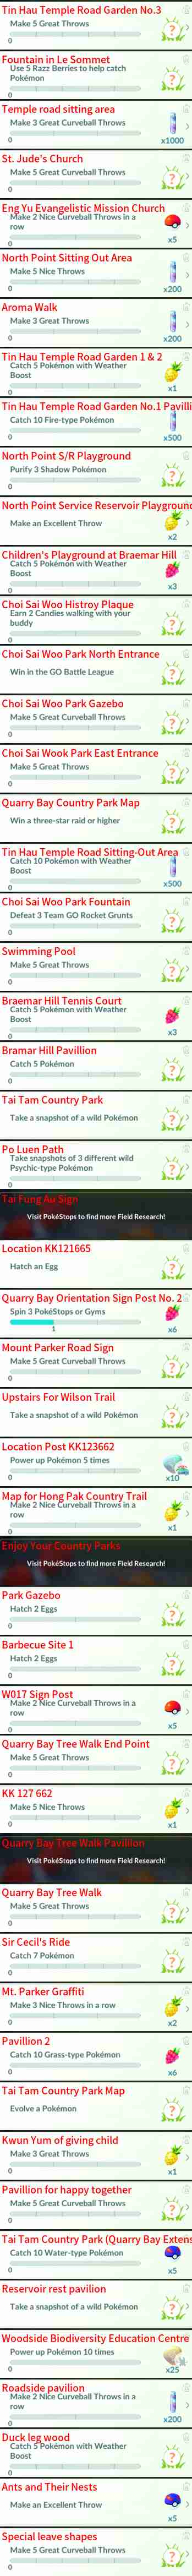 Tin Hau Temple Road Garden No.3
Make 5 Great Throws
?
0
Fountain in Le Sommet
Use 5 Razz Berries to help catch
Pokémon
?
0
Temple road sitting area
Make 3 Great Curveball Throws
0
x1000
St. Jude's Church
Make 5 Great Curveball Throws
?
0
Eng Yu Evangelistic Mission Church
Make 2 Nice Curveball Throws in a
row
0
x5
North Point Sitting Out Area
Make 5 Nice Throws
0
x200
Aroma Walk
Make 3 Great Throws
0
x200
Tin Hau Temple Road Garden 1 & 2
Catch 5 Pokémon with Weather
Boost
0
x1
Tin Hau Temple Road Garden No.1 Pavili
Catch 10 Fire-type Pokémon
0
x500
North Point S/R Playground
Purify 3 Shadow Pokémon
?
0
North Point Service Reservoir Playground
Make an Excellent Throw
x2
Children's Playground at Braemar Hill
Catch 5 Pokémon with Weather
Boost
0
x3
Choi Sai Woo Histroy Plaque
Earn 2 Candies walking with your
buddy
?
0
Choi Sai Woo Park North Entrance
Win in the GO Battle League
?
Choi Sai Woo Park Gazebo
Make 5 Great Curveball Throws
?
0
Choi Sai Wook Park East Entrance
Make 5 Great Throws
?
0
Quarry Bay Country Park Map
Win a three-star raid or higher
?
Tin Hau Temple Road Sitting-Out Area
Catch 10 Pokémon with Weather
Boost
0
x500
Choi Sai Woo Park Fountain
Defeat 3 Team GO Rocket Grunts
?
0
Swimming Pool
Make 5 Great Throws
?
0
Braemar Hill Tennis Court
Catch 5 Pokémon with Weather
Boost
0
x3
Bramar Hill Pavillion
Catch 5 Pokémon
?
0
Tai Tam Country Park
Take a snapshot of a wild Pokémon
?
Po Luen Path
Take snapshots of 3 different wild
Psychic-type Pokémon
?
0
Tai Fung Au Sign
Visit PokéStops to find more Field Research!
Location KK121665
Hatch an Egg
?
Quarry Bay Orientation Sign Post No. 2
Spin 3 PokéStops or Gyms
1
x6
Mount Parker Road Sign
Make 5 Great Curveball Throws
?
0
Upstairs For Wilson Trail
Take a snapshot of a wild Pokémon
?
Location Post KK123662
Power up Pokémon 5 times
0
x10
Map for Hong Pak Country Trail
Make 2 Nice Curveball Throws in a
row
0
x1
Enjoy Your Country Parks
Visit PokéStops to find more Field Research!
Park Gazebo
Hatch 2 Eggs
?
0
Barbecue Site 1
Hatch 2 Eggs
?
0
W017 Sign Post
Make 2 Nice Curveball Throws in a
row
0
x5
Quarry Bay Tree Walk End Point
Make 5 Great Throws
?
0
KK 127 662
Make 5 Nice Throws
0
x1
Quarry Bay Tree Walk Pavilion
Visit PokéStops to find more Field Research!
Quarry Bay Tree Walk
Make 5 Great Throws
?
0
Sir Cecil's Ride
Catch 7 Pokémon
?
0
Mt. Parker Graffiti
Make 3 Nice Throws in a row
0
x2
Pavillion 2
Catch 10 Grass-type Pokémon
0
x6
Tai Tam Country Park Map
Evolve a Pokémon
?
Kwun Yum of giving child
Make 3 Great Throws
0
x1
Pavillion for happy together
Make 5 Great Curveball Throws
?
0
Tai Tam Country Park (Quarry Bay Extens
Catch 10 Water-type Pokémon
0
x5
Reservoir rest pavilion
Take a snapshot of a wild Pokémon
?
Woodside Biodiversity Education Centre
Power up Pokémon 10 times
0
x25
Roadside pavilion
Make 2 Nice Curveball Throws in a
row
0
x200
Duck leg wood
Catch 5 Pokémon with Weather
Boost
?
0
Ants and Their Nests
Make an Excellent Throw
x5
Special leave shapes
Make 5 Great Curveball Throws
?
0